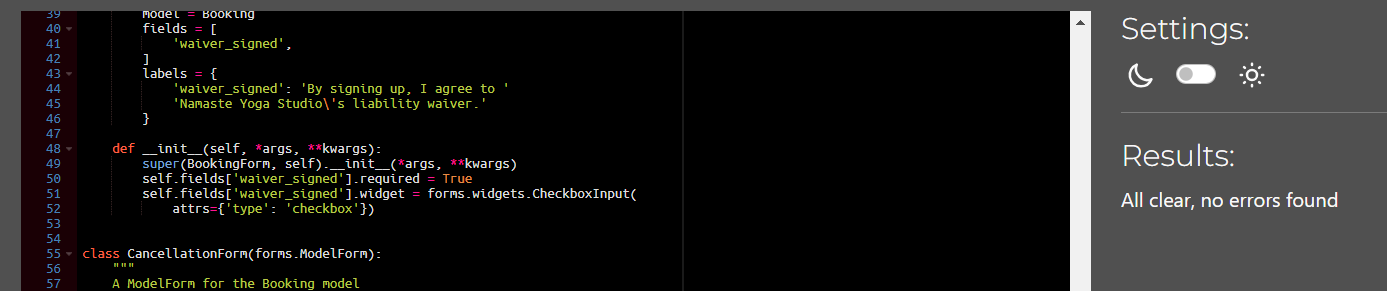 39         model = Booking
40         fields = [
41             'waiver_signed',
42         ]
43         labels = {
44             'waiver_signed': 'By signing up, I agree to '
45             'Namaste Yoga Studio\'s liability waiver.'
46         }
47
48     def __init__(self, *args, **kwargs):
49         super(BookingForm, self).__init__(*args, **kwargs)
50         self.fields['waiver_signed'].required = True
51         self.fields['waiver_signed'].widget = forms.widgets.CheckboxInput(
52             attrs={'type': 'checkbox'})
53
54
55 class CancellationForm(forms.ModelForm):
56     """
57     A ModelForm for the Booking model
Settings:
Results:
All clear, no errors found